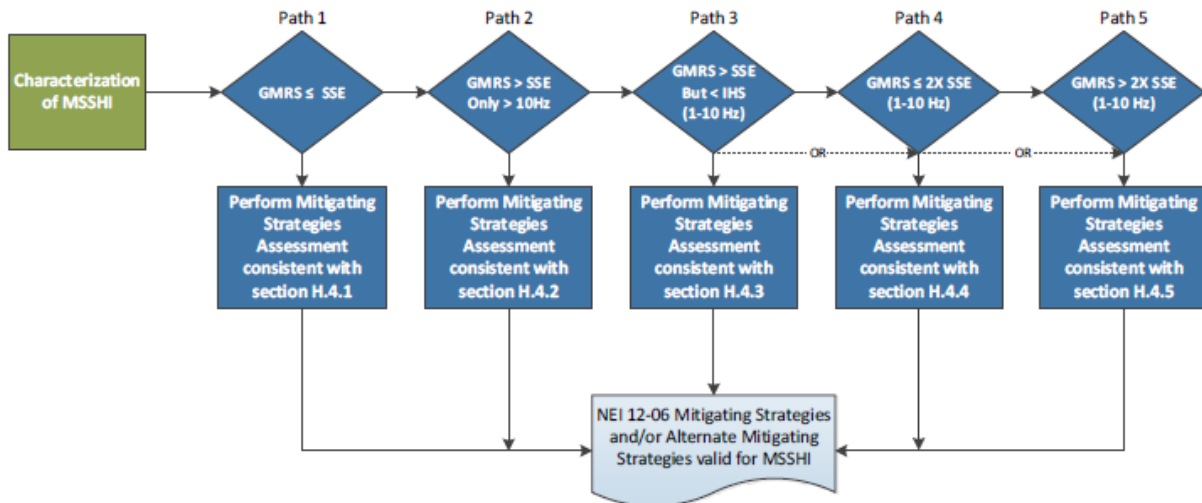 Path 1
Path 2
Path 3
Path 4
Path 5
Characterization
of MSSHI
GMRS ≤ SSE
GMRS > SSE
Only > 10Hz
GMRS > SSE
But < IHS
(1-10 Hz)
GMRS ≤ 2X SSE
(1-10 Hz)
GMRS > 2X SSE
(1-10 Hz)
OR
OR
Perform Mitigating
Strategies
Assessment
consistent with
section H.4.1
Perform Mitigating
Strategies
Assessment
consistent with
section H.4.2
Perform Mitigating
Strategies
Assessment
consistent with
section H.4.3
Perform Mitigating
Strategies
Assessment
consistent with
section H.4.4
Perform Mitigating
Strategies
Assessment
consistent with
section H.4.5
NEI 12-06 Mitigating Strategies
and/or Alternate Mitigating
Strategies valid for MSSHI